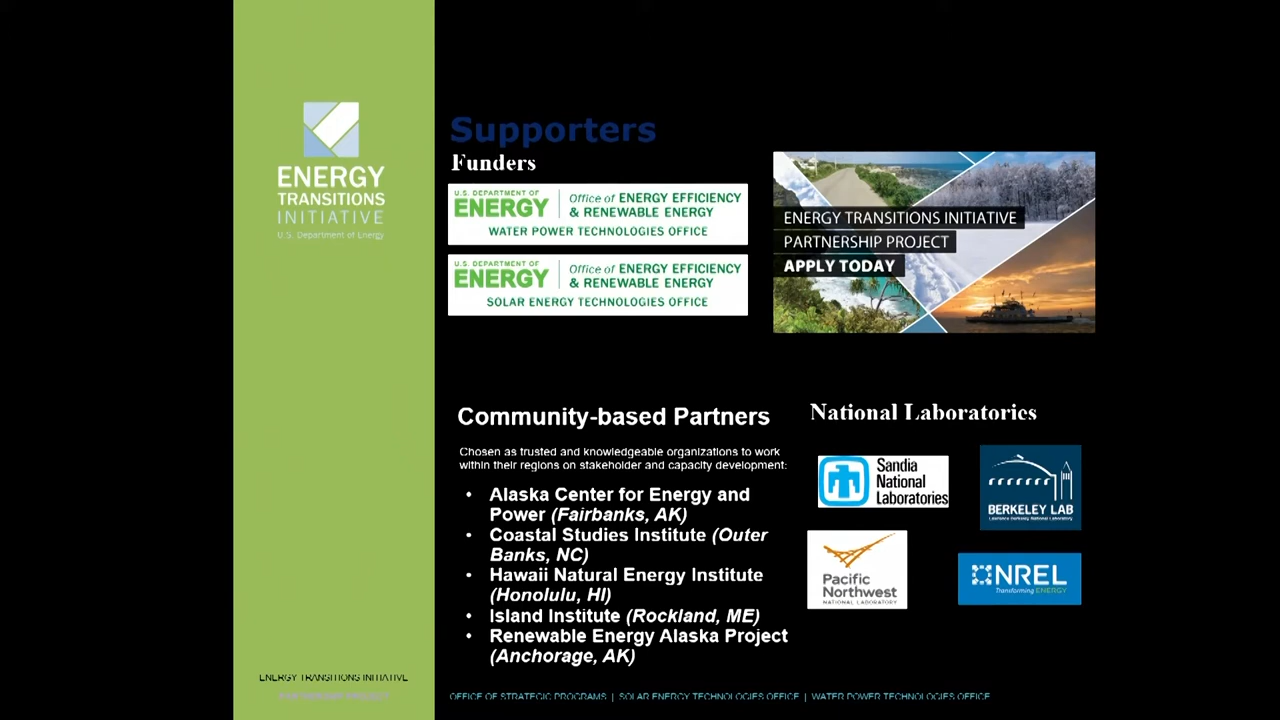 ENERGY
TRANSITIONS
INITIATIVE
U.S. Department of Energy
Supporters
Funders
U.S. DEPARTMENT OF
ENERGY
Office of ENERGY EFFICIENCY
& RENEWABLE ENERGY
WATER POWER TECHNOLOGIES OFFICE
U.S. DEPARTMENT OF
ENERGY
Office of ENERGY EFFICIENCY
& RENEWABLE ENERGY
SOLAR ENERGY TECHNOLOGIES OFFICE
ENERGY TRANSITIONS INITIATIVE
PARTNERSHIP PROJECT
APPLY TODAY
Community-based Partners
Chosen as trusted and knowledgeable organizations to work
within their regions on stakeholder and capacity development:
• Alaska Center for Energy and
Power (Fairbanks, AK)
• Coastal Studies Institute (Outer
Banks, NC)
• Hawaii Natural Energy Institute
(Honolulu, HI)
• Island Institute (Rockland, ME)
• Renewable Energy Alaska Project
(Anchorage, AK)
National Laboratories
Sandia
National
Laboratories
BERKELEY LAB
Lawrence Berkeley National Laboratory
Pacific
Northwest
NATIONAL LABORATORY
NREL
Transforming ENERGY
ENERGY TRANSITIONS INITIATIVE
OFFICE OF STRATEGIC PROGRAMS | SOLAR ENERGY TECHNOLOGIES OFFICE | WATER POWER TECHNOLOGIES OFFICE